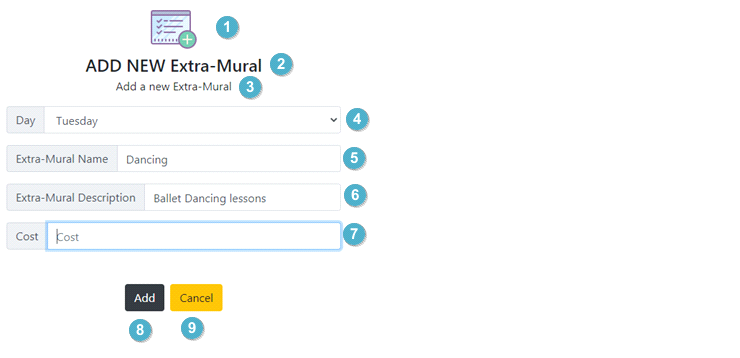 1
ADD NEW Extra-Mural 2
Add a new Extra-Mural 3
Day Tuesday 4
Extra-Mural Name Dancing 5
Extra-Mural Description Ballet Dancing lessons 6
Cost Cost 7
Add Cancel
8 9